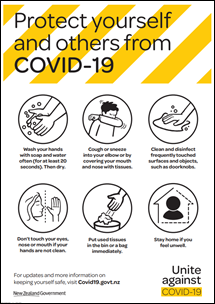 Protect yourself
and others from
COVID-19
Wash your hands
with soap and water
often (for at least 20
seconds). Then dry.
Cough or sneeze
into your elbow or by
covering your mouth
and nose with tissues.
Clean and disinfect
frequently touched
surfaces and objects,
such as doorknobs.
Don't touch your eyes,
nose or mouth if your
hands are not clean.
Put used tissues
in the bin or a bag
immediately.
Stay home if you
feel unwell.
For updates and more information on
keeping yourself safe, visit Covid19.govt.nz
New Zealand Government
Unite
against
COVID-19